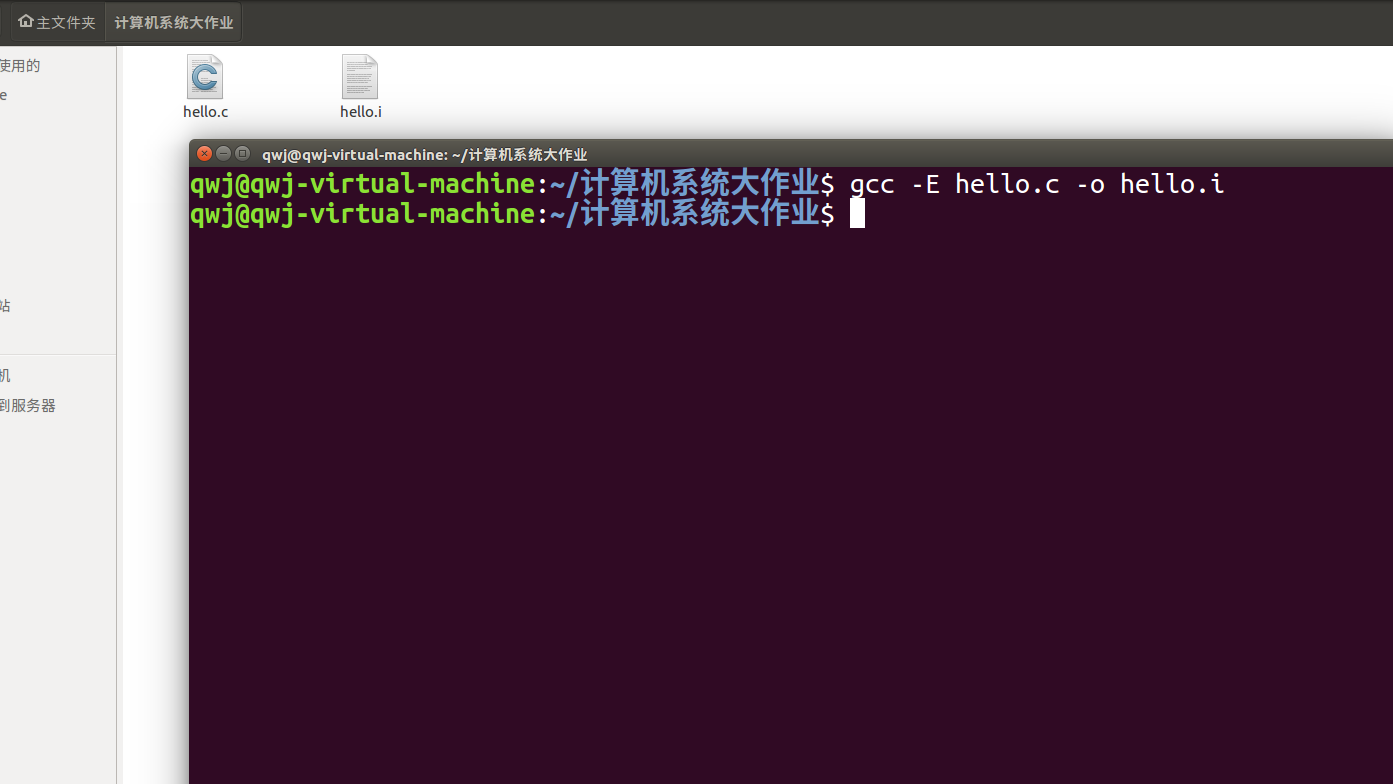 主文件夹 计算机系统大作业
使用的
e
hello.c hello.i
qwj@qwj-virtual-machine: ~/计算机系统大作业
qwj@qwj-virtual-machine:~/计算机系统大作业$ gcc -E hello.c -o hello.i
qwj@qwj-virtual-machine:~/计算机系统大作业$
站
机
到服务器